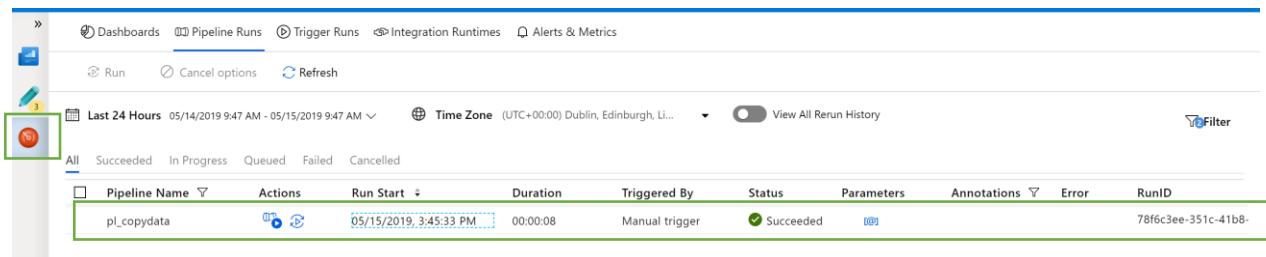 »
Dashboards Pipeline Runs Trigger Runs Integration Runtimes Alerts & Metrics
Run Cancel options Refresh
3
Last 24 Hours 05/14/2019 9:47 AM - 05/15/2019 9:47 AM Time Zone (UTC+00:00) Dublin, Edinburgh, Li... View All Rerun History 2 Filter
All Succeeded In Progress Queued Failed Cancelled
Pipeline Name Actions Run Start Duration Triggered By Status Parameters Annotations Error RunID
pl_copydata 05/15/2019, 3:45:33 PM 00:00:08 Manual trigger Succeeded [@] 78f6c3ee-351c-41b8-